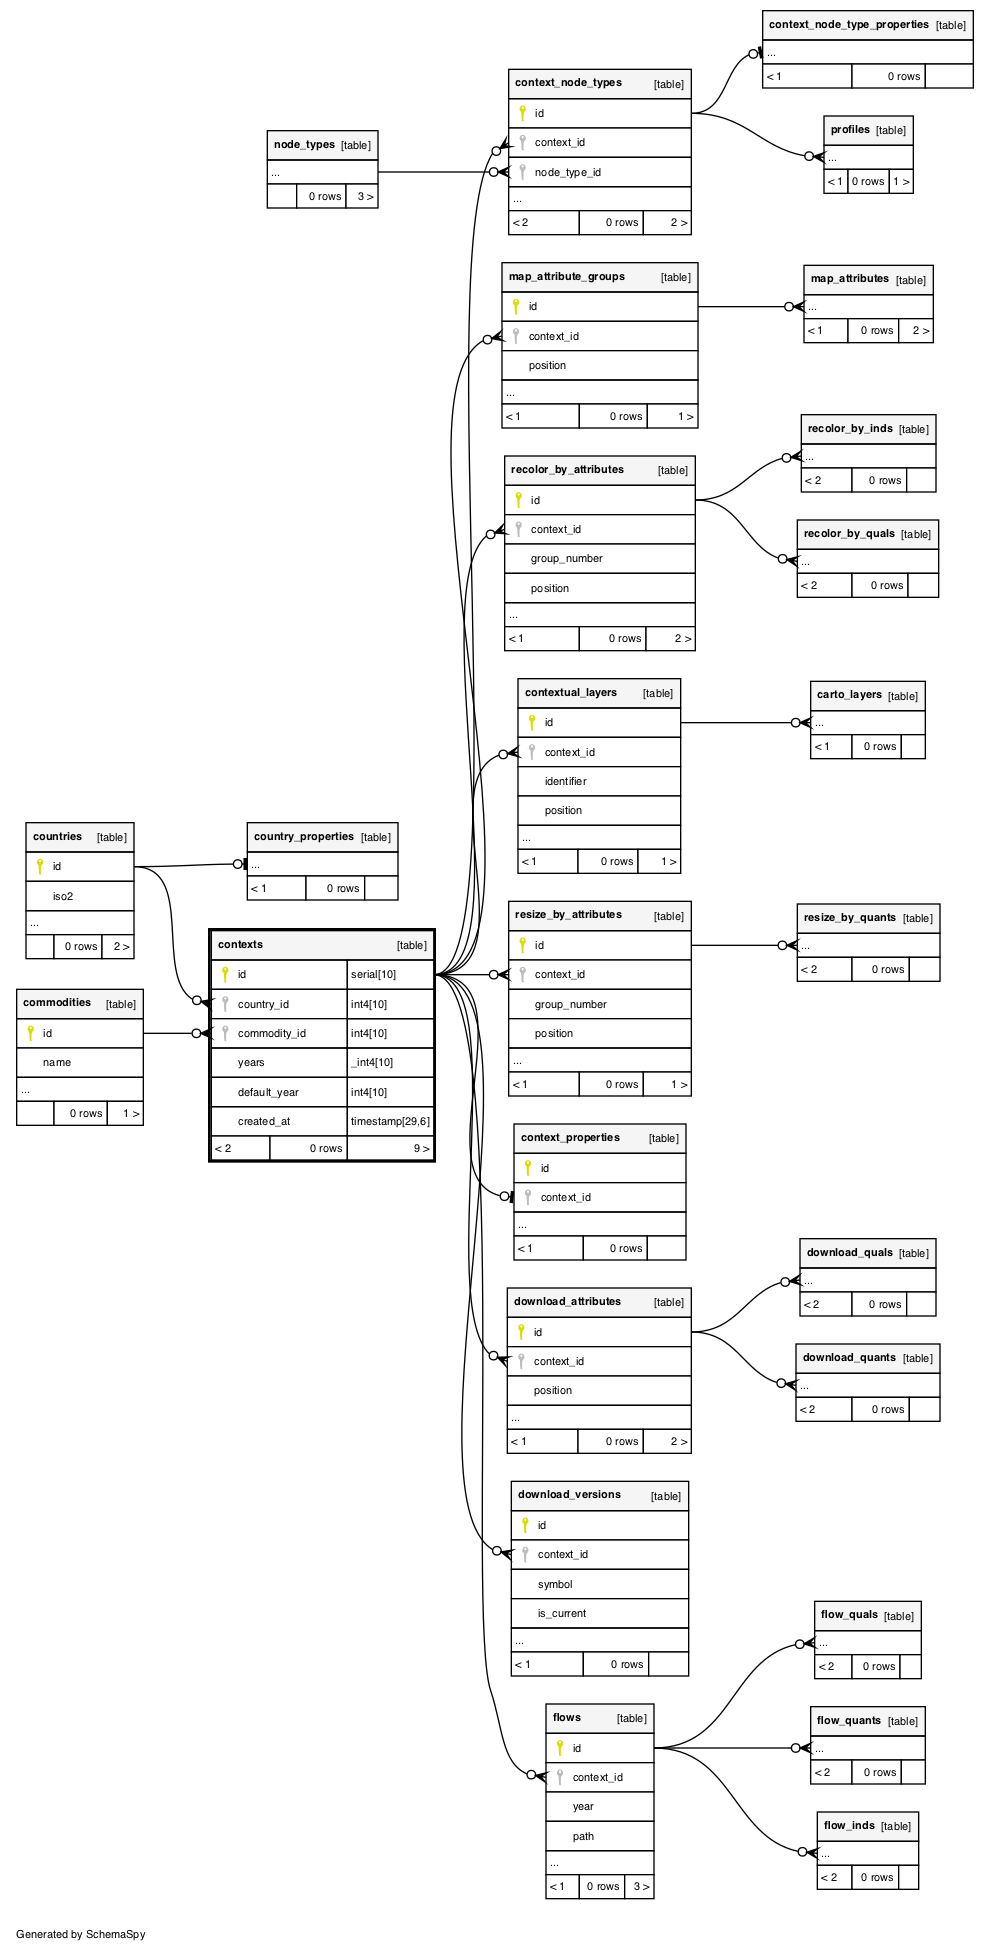 context_node_type_properties [table]
...
< 1 0 rows
context_node_types [table]
id
context_id
node_type_id
...
< 2 0 rows 2 >
profiles [table]
...
< 1 0 rows 1 >
node_types [table]
...
0 rows 3 >
map_attribute_groups [table]
id
context_id
position
...
< 1 0 rows 1 >
map_attributes [table]
...
< 1 0 rows 2 >
recolor_by_attributes [table]
id
context_id
group_number
position
...
< 1 0 rows 2 >
recolor_by_inds [table]
...
< 2 0 rows
recolor_by_quals [table]
...
< 2 0 rows
contextual_layers [table]
id
context_id
identifier
position
...
< 1 0 rows 1 >
carto_layers [table]
...
< 1 0 rows
countries [table]
id
iso2
...
0 rows 2 >
country_properties [table]
...
< 1 0 rows
commodities [table]
id
name
...
0 rows 1 >
contexts [table]
id serial[10]
country_id int4[10]
commodity_id int4[10]
years _int4[10]
default_year int4[10]
created_at timestamp[29,6]
< 2 0 rows 9 >
resize_by_attributes [table]
id
context_id
group_number
position
...
< 1 0 rows 1 >
resize_by_quants [table]
...
< 2 0 rows
context_properties [table]
id
context_id
...
< 1 0 rows
download_attributes [table]
id
context_id
position
...
< 1 0 rows 2 >
download_quals [table]
...
< 2 0 rows
download_quants [table]
...
< 2 0 rows
download_versions [table]
id
context_id
symbol
is_current
...
< 1 0 rows
flows [table]
id
context_id
year
path
...
< 1 0 rows 3 >
flow_quals [table]
...
< 2 0 rows
flow_quants [table]
...
< 2 0 rows
flow_inds [table]
...
< 2 0 rows
Generated by SchemaSpy